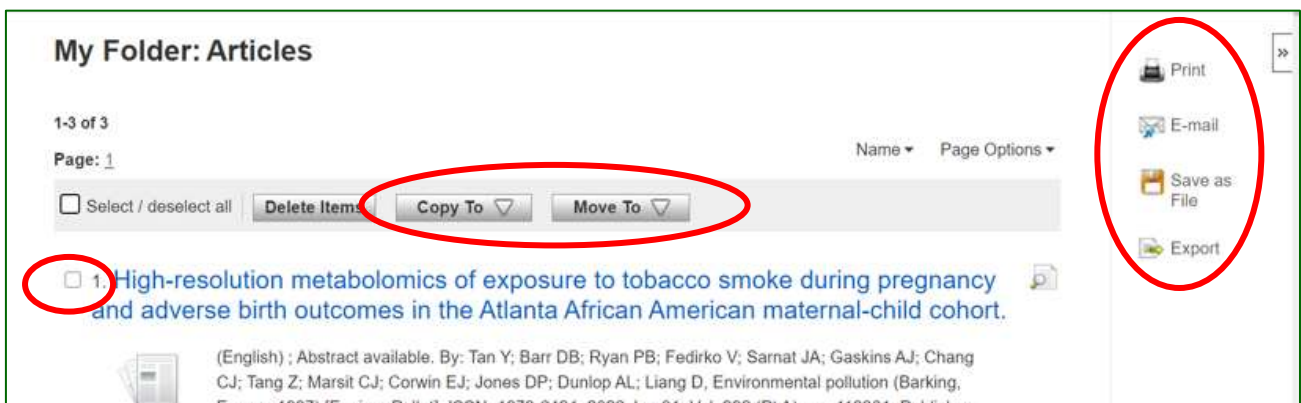 My Folder: Articles
1-3 of 3
Page: 1
Name Page Options
Select / deselect all Delete Items Copy To Move To
1. High-resolution metabolomics of exposure to tobacco smoke during pregnancy
and adverse birth outcomes in the Atlanta African American maternal-child cohort.
(English) ; Abstract available. By: Tan Y; Barr DB; Ryan PB; Fedirko V; Sarnat JA; Gaskins AJ; Chang
CJ; Tang Z; Marsit CJ; Corwin EJ; Jones DP; Dunlop AL; Liang D, Environmental pollution (Barking,
»
Print
E-mail
Save as
File
Export